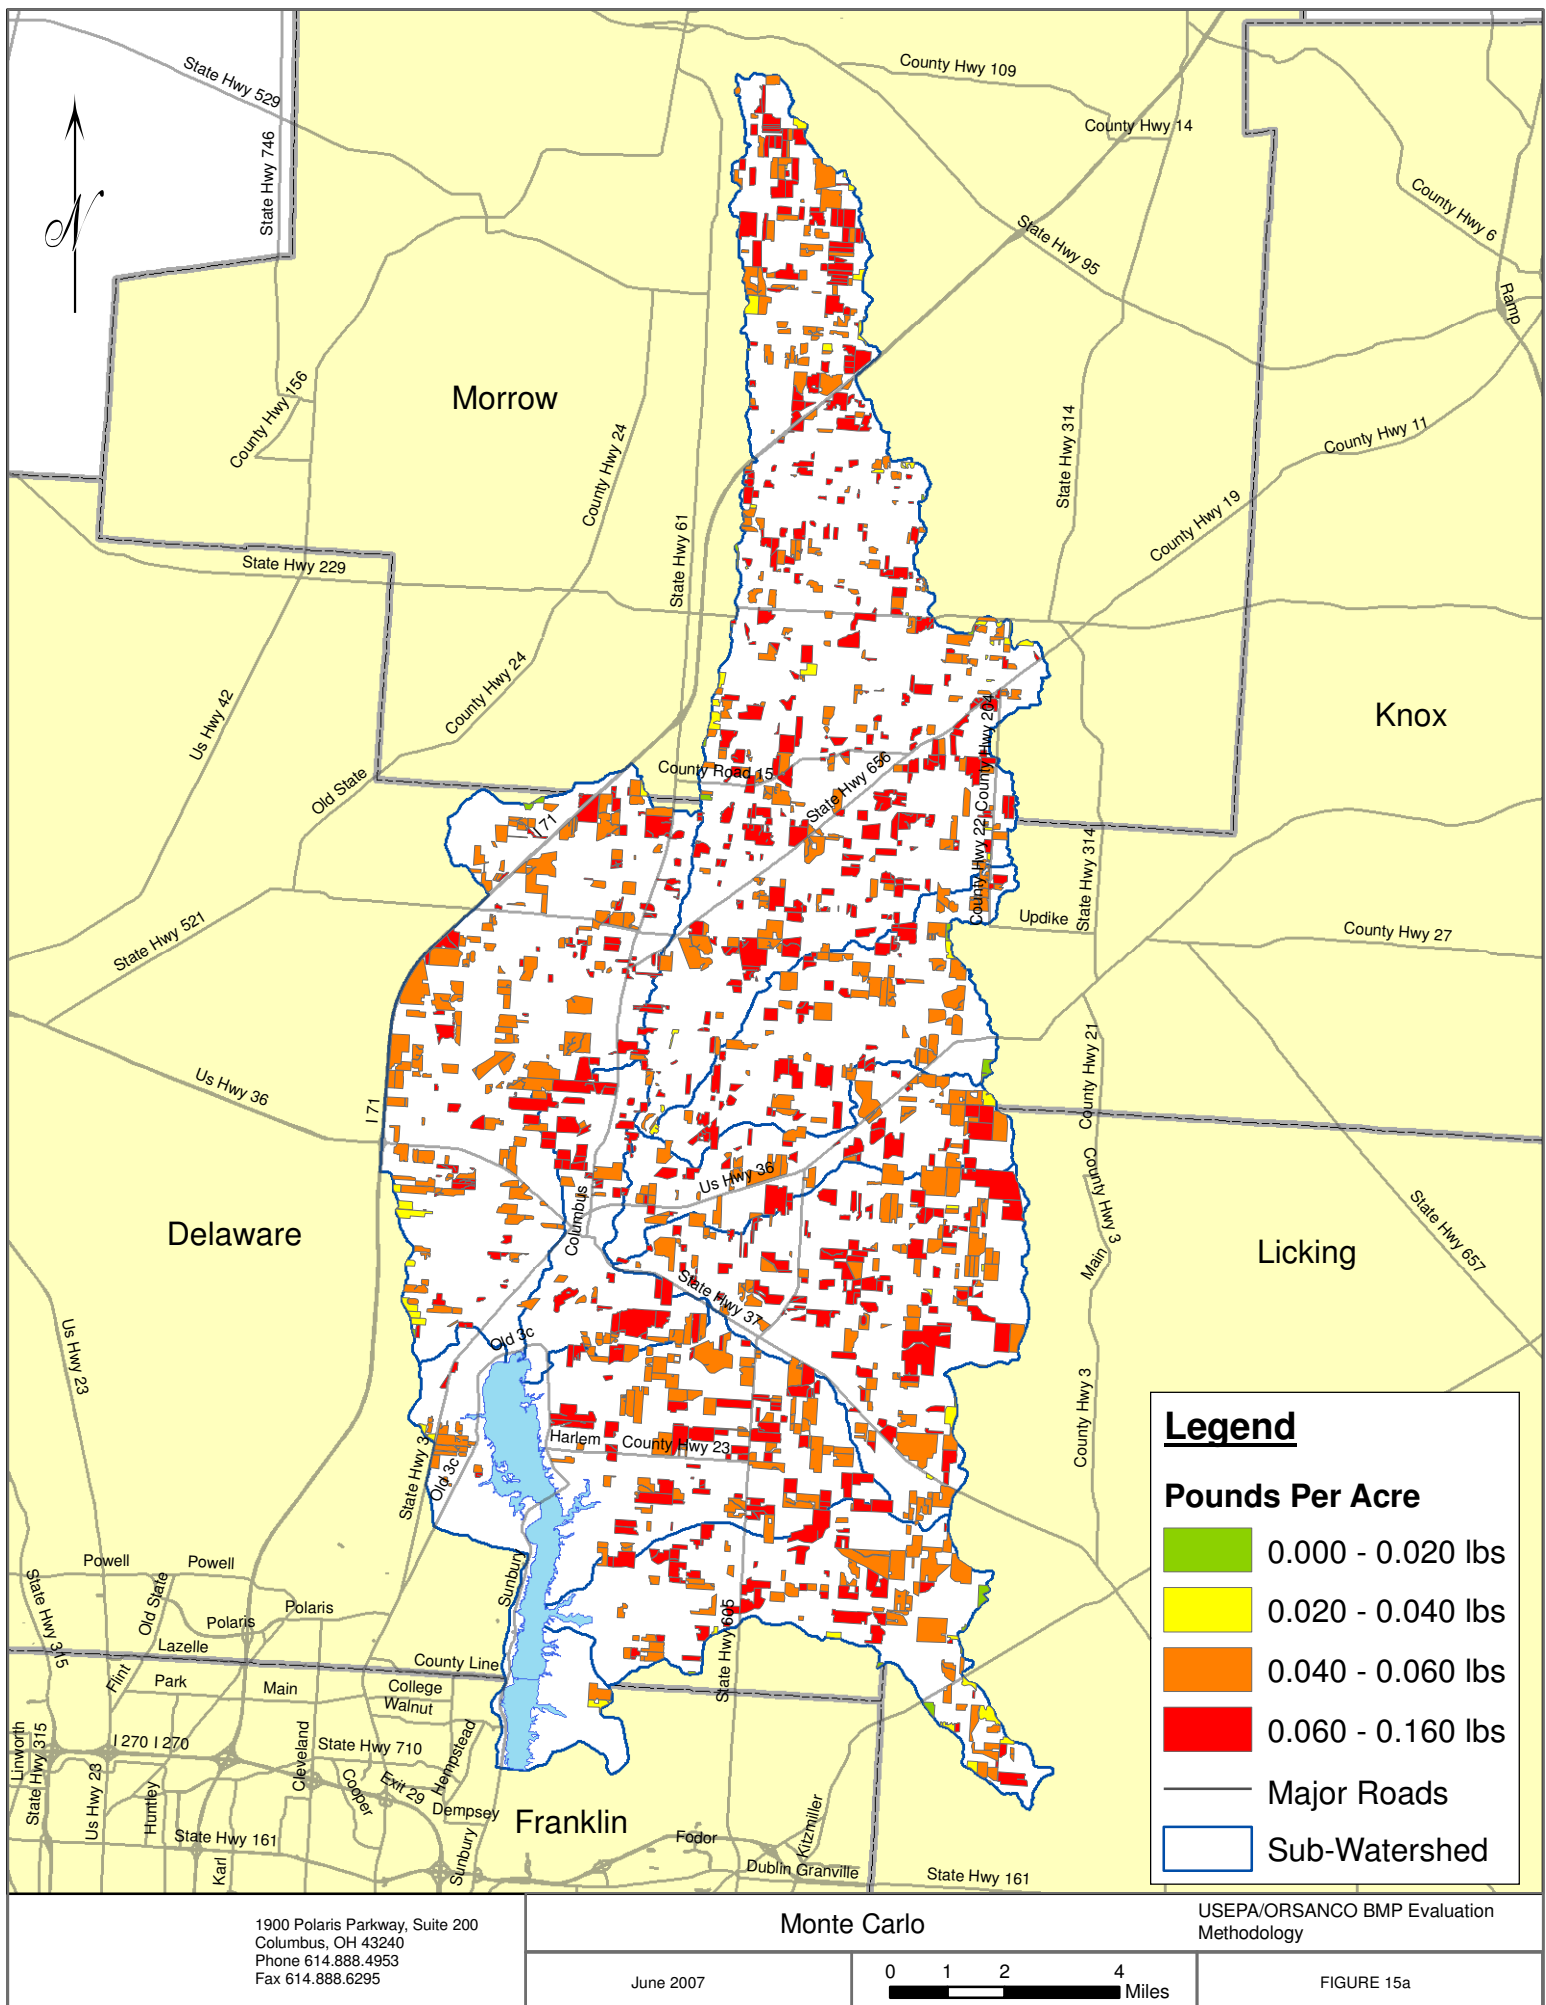 State Hwy 529
State Hwy 746
County Hwy 109
County Hwy 14
County Hwy 6
State Hwy 95
Ramp
N
Morrow
County Hwy 156
County Hwy 24
State Hwy 314
County Hwy 11
County Hwy 19
State Hwy 61
State Hwy 229
County Hwy 24
Us Hwy 42
Knox
Old State
County Road 15
State Hwy 656
County Hwy 204
I 71
County Hwy 22
State Hwy 314
Updike
County Hwy 27
State Hwy 521
Us Hwy 36
I 71
County Hwy 21
Us Hwy 36
County Hwy 3
Main
State Hwy 657
Delaware
Columbus
Licking
State Hwy 37
Us Hwy 23
Old 3c
County Hwy 3
Harlem
County Hwy 23
State Hwy 3
Old 3c
Powell
Powell
Sunbury
State Hwy 315
Old State
Polaris
Polaris
State Hwy 605
Lazelle
County Line
Flint
Park
Main
College
Walnut
Linworth
State Hwy 315
I 270
I 270
Us Hwy 23
Huntley
Cleveland
State Hwy 710
Cooper
Exit 29
Hempstead
Dempsey
Franklin
State Hwy 161
Karl
Sunbury
Fodor
Kitzmiller
Dublin Granville
State Hwy 161
Legend
Pounds Per Acre
0.000 - 0.020 lbs
0.020 - 0.040 lbs
0.040 - 0.060 lbs
0.060 - 0.160 lbs
Major Roads
Sub-Watershed
1900 Polaris Parkway, Suite 200
Columbus, OH 43240
Phone 614.888.4953
Fax 614.888.6295
Monte Carlo
USEPA/ORSANCO BMP Evaluation
Methodology
June 2007
0 1 2 4
Miles
FIGURE 15a